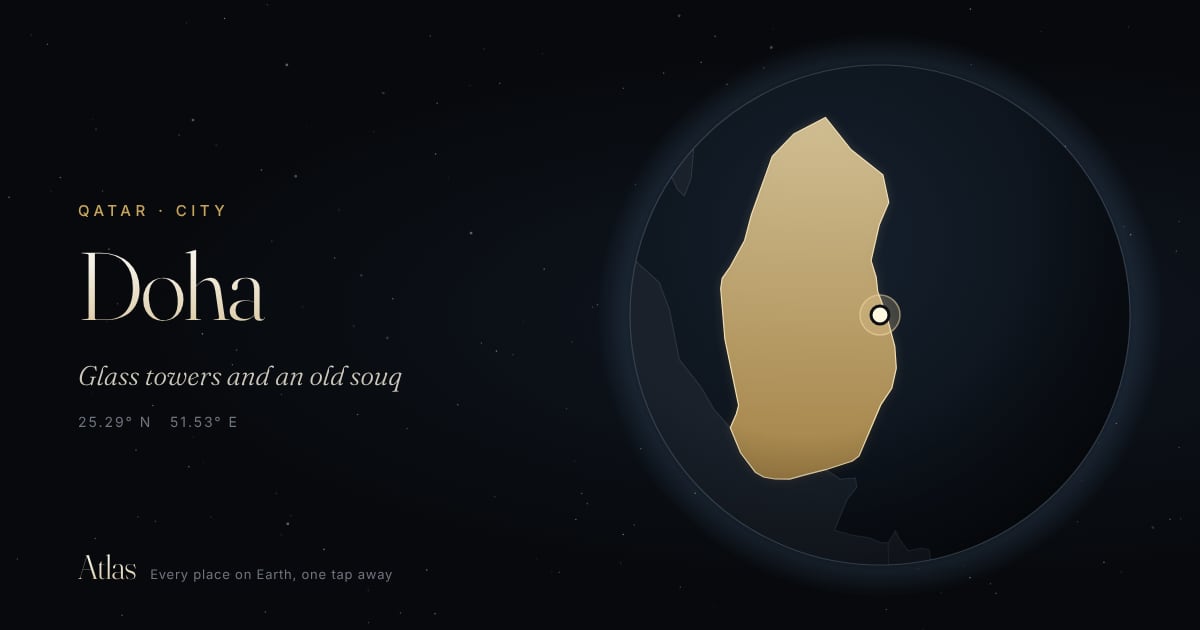 QATAR · CITY
Doha
Glass towers and an old souq
25.29° N 51.53° E
Atlas Every place on Earth, one tap away